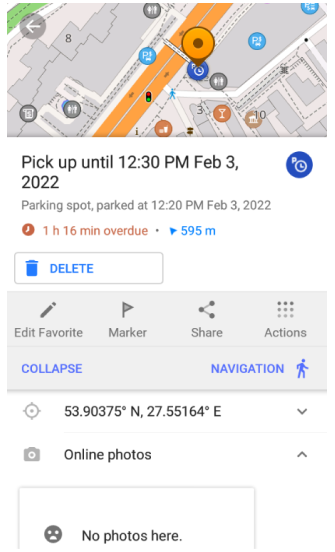 8
3
10
Pick up until 12:30 PM Feb 3,
2022
Parking spot, parked at 12:20 PM Feb 3, 2022
1 h 16 min overdue • 595 m
DELETE
Edit Favorite Marker Share Actions
COLLAPSE NAVIGATION
53.90375° N, 27.55164° E
Online photos
No photos here.